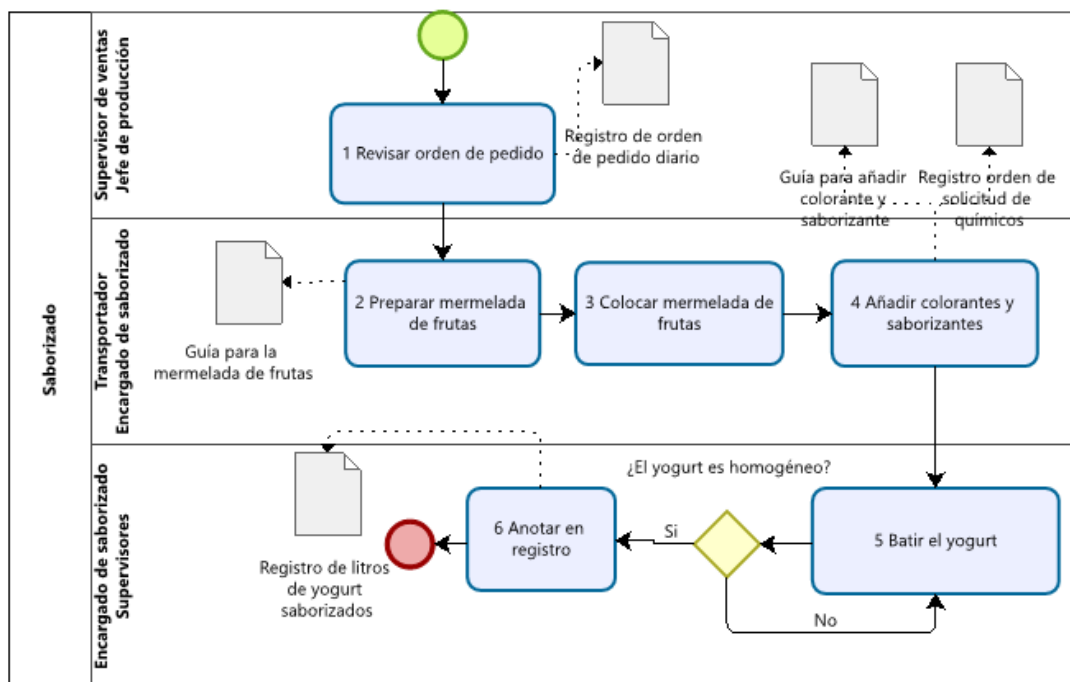 Saborizado
Supervisor de ventas
Jefe de producción
1 Revisar orden de pedido
Registro de orden
de pedido diario
Guía para añadir
colorante y
saborizante
Registro orden de
solicitud de
químicos
Transportador
Encargado de saborizado
Guía para la
mermelada de frutas
2 Preparar mermelada
de frutas
3 Colocar mermelada de
frutas
4 Añadir colorantes y
saborizantes
Encargado de saborizado
Supervisores
Registro de litros
de yogurt
saborizados
6 Anotar en
registro
Si
¿El yogurt es homogéneo?
No
5 Batir el yogurt